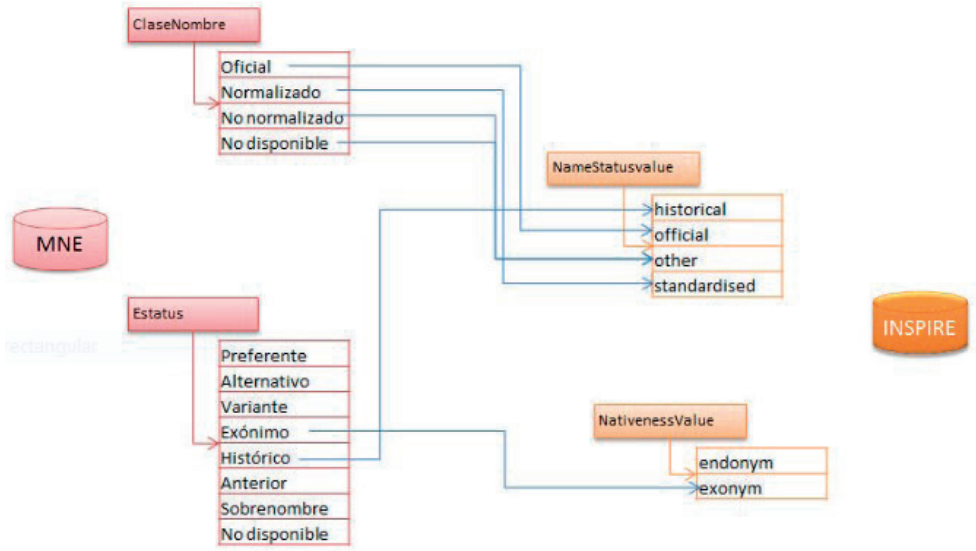 ClaseNombre
Oficial
Normalizado
No normalizado
No disponible
NameStatusvalue
historical
official
other
standardised
MNE
Estatus
INSPIRE
rectangular
Preferente
Alternativo
Variante
Exónimo
Histórico
Anterior
Sobrenombre
No disponible
NativenessValue
endonym
exonym